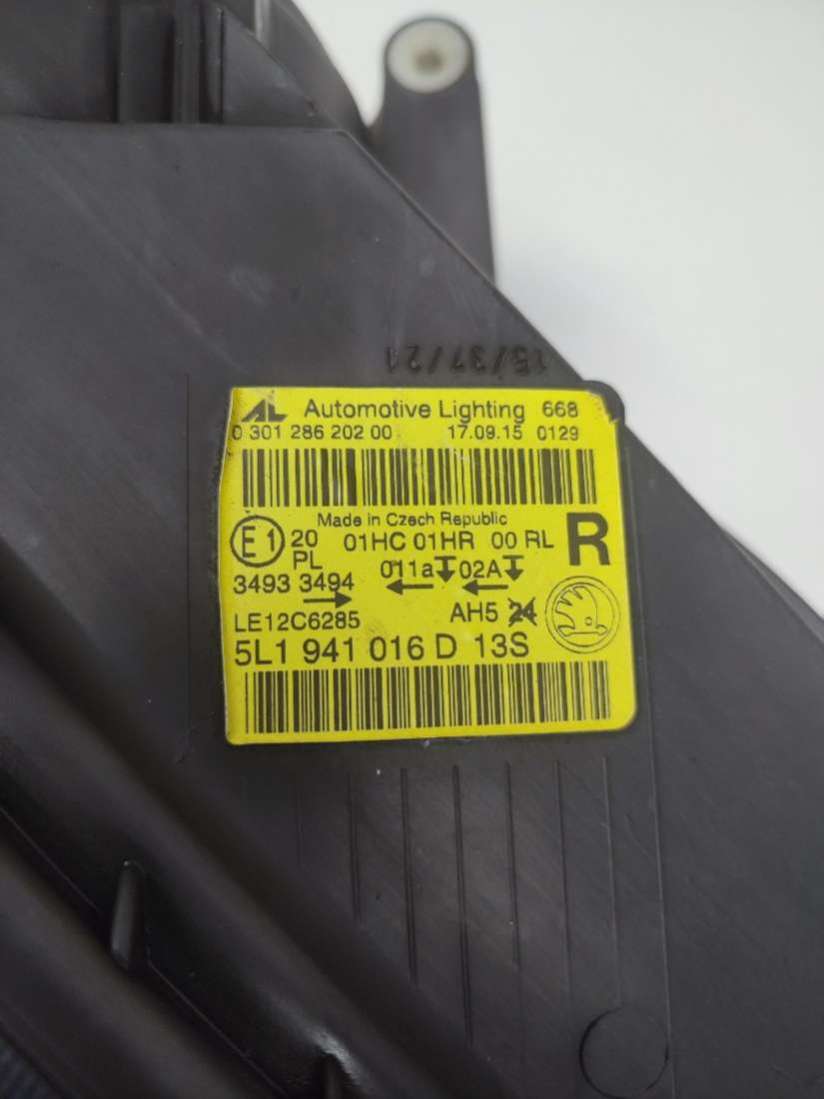 15/37/21
AL Automotive Lighting 668
0 301 286 202 00 17.09.15 0129
Made in Czech Republic
E1 20 PL 01HC 01HR 00 RL R
3493 3494 011a 02A
LE12C6285 AH5 24
5L1 941 016 D 13S